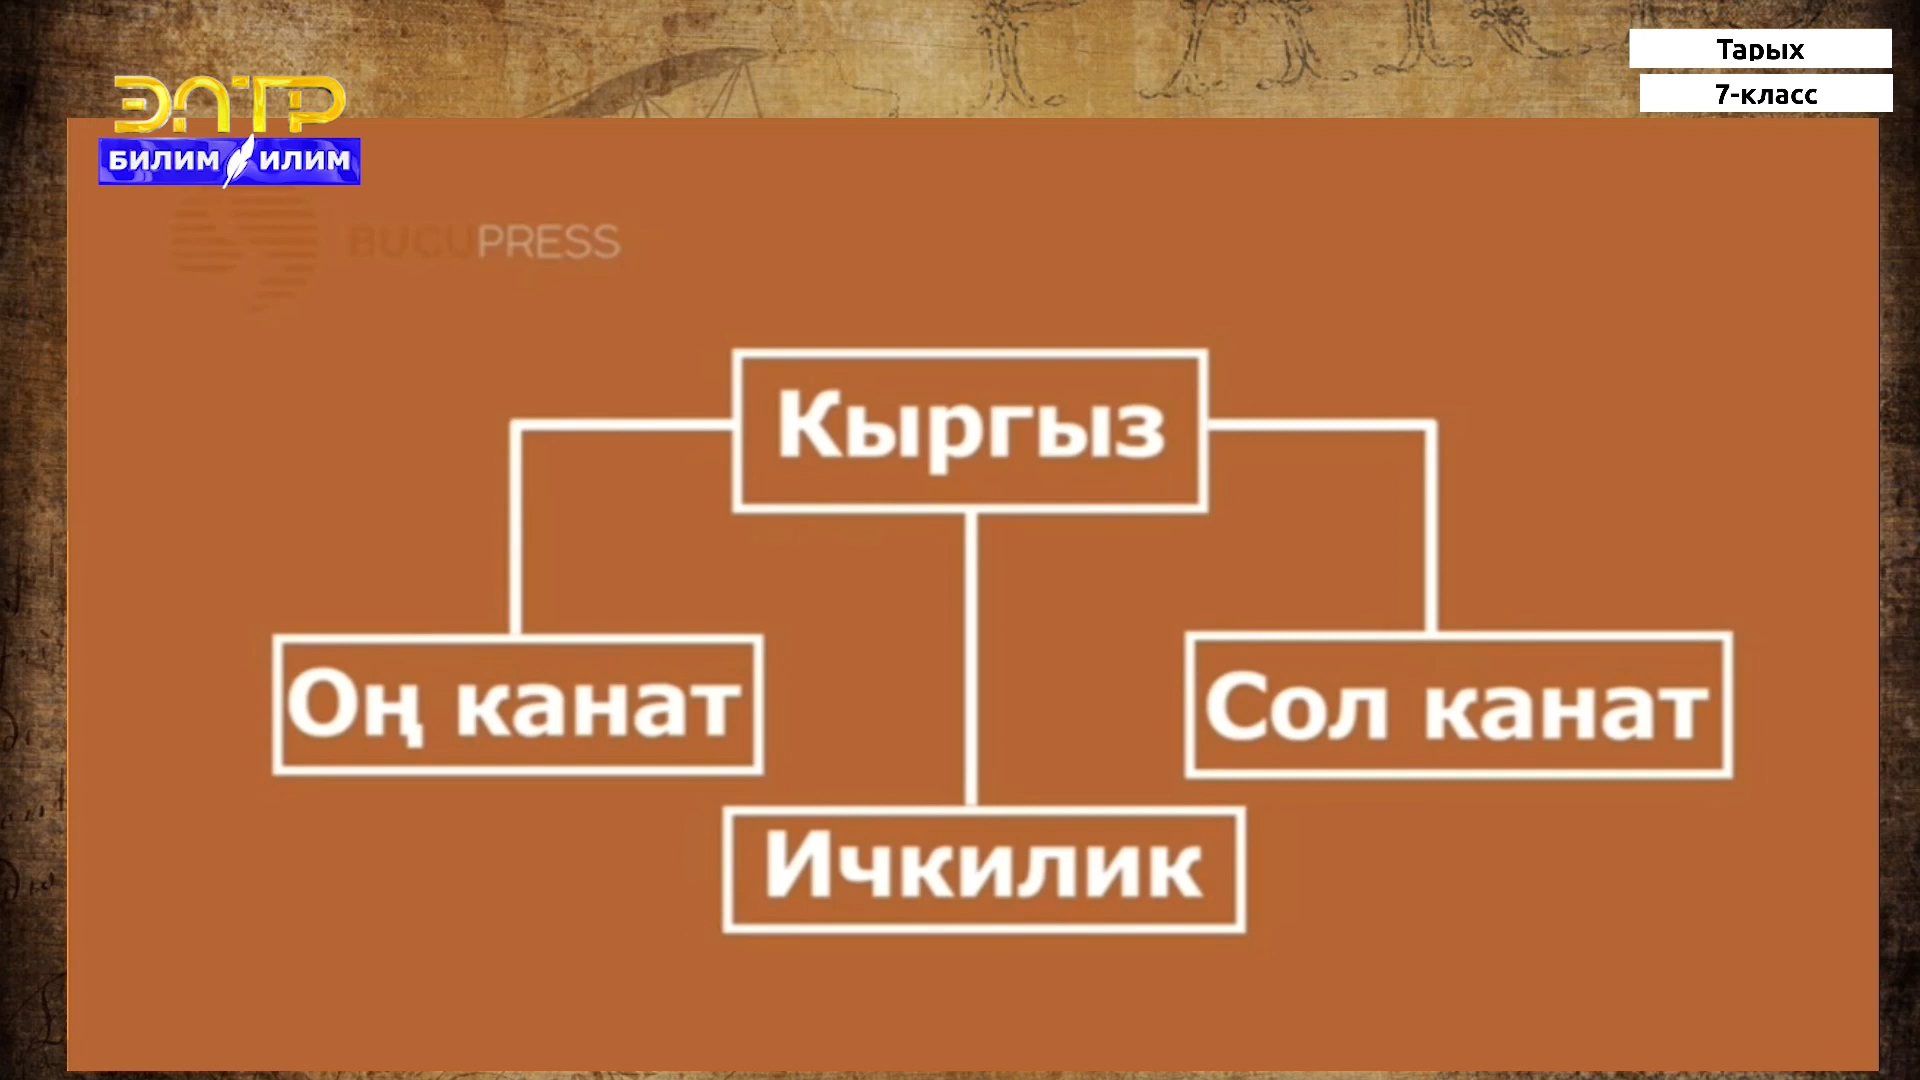 Тарых
7-класс
ЭЛТР
БИЛИМ ИЛИМ
BUGUPRESS
Кыргыз
Оң канат
Сол канат
Ичкилик